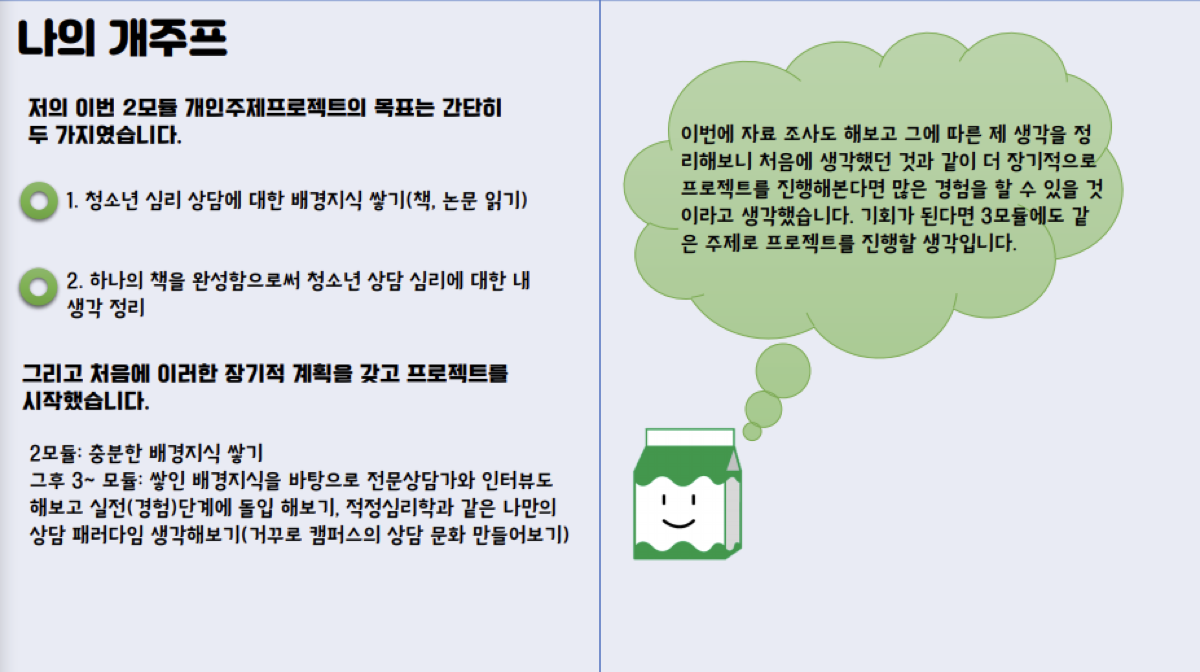 나의 개주프
저의 이번 2모듈 개인주제프로젝트의 목표는 간단히
두 가지였습니다.
1. 청소년 심리 상담에 대한 배경지식 쌓기(책, 논문 읽기)
2. 하나의 책을 완성함으로써 청소년 상담 심리에 대한 내
생각 정리
그리고 처음에 이러한 장기적 계획을 갖고 프로젝트를
시작했습니다.
2모듈: 충분한 배경지식 쌓기
그후 3~ 모듈: 쌓인 배경지식을 바탕으로 전문상담가와 인터뷰도
해보고 실전(경험)단계에 돌입 해보기, 적정심리학과 같은 나만의
상담 패러다임 생각해보기(거꾸로 캠퍼스의 상담 문화 만들어보기)
이번에 자료 조사도 해보고 그에 따른 제 생각을 정
리해보니 처음에 생각했던 것과 같이 더 장기적으로
프로젝트를 진행해본다면 많은 경험을 할 수 있을 것
이라고 생각했습니다. 기회가 된다면 3모듈에도 같
은 주제로 프로젝트를 진행할 생각입니다.